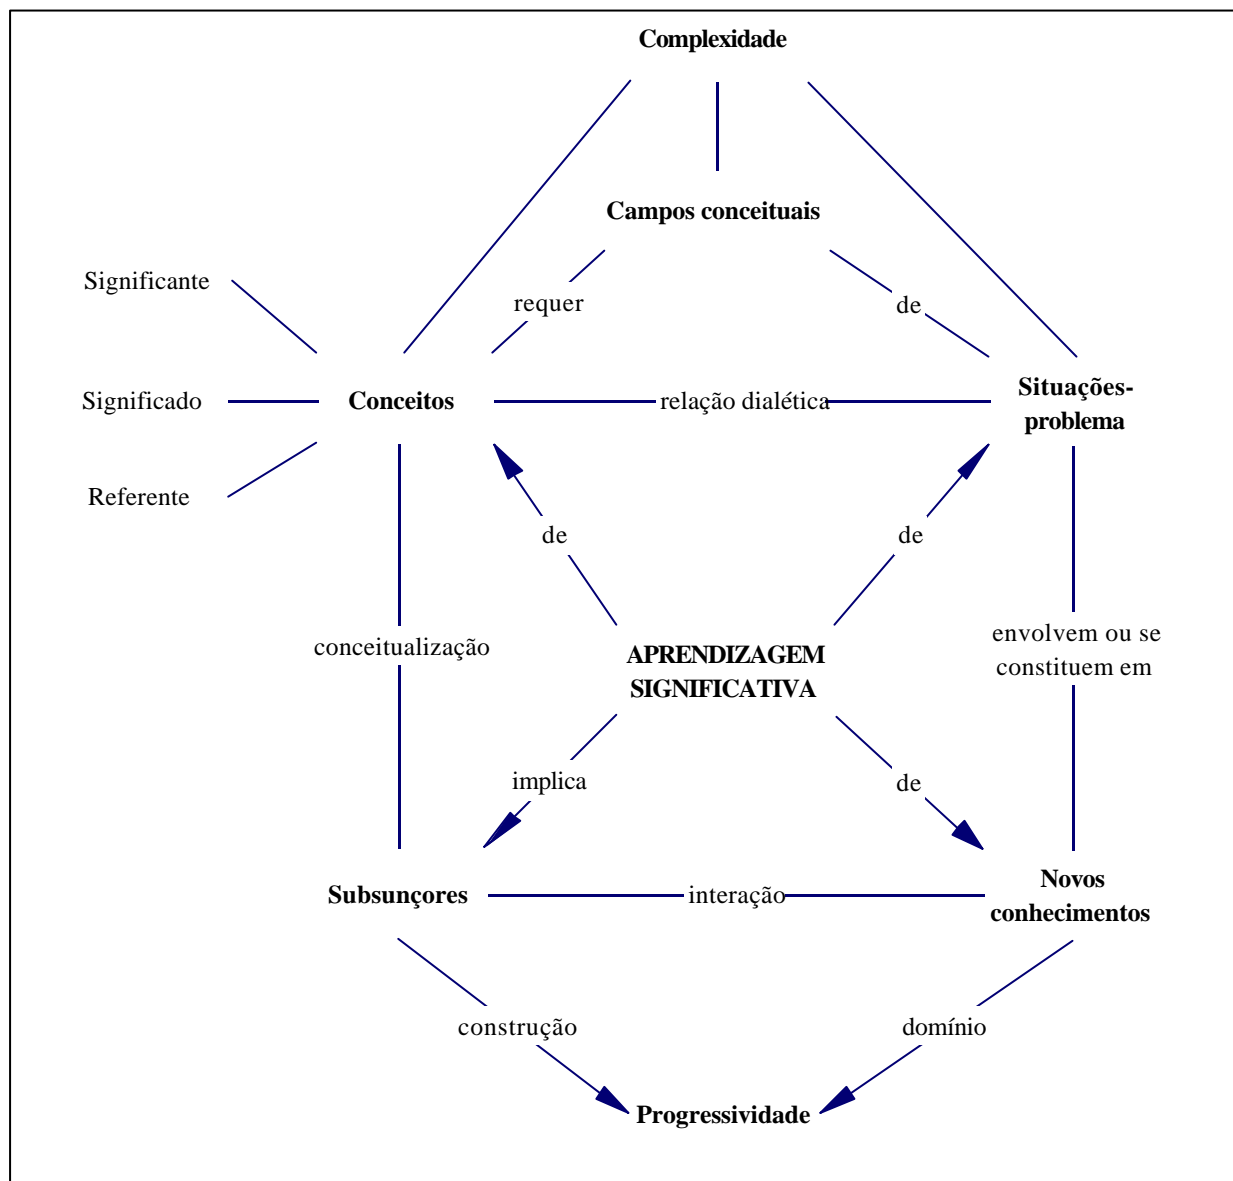 Complexidade
Campos conceituais
Significante
requer
de
Significado
Conceitos
relação dialética
Situações-
problema
Referente
de
de
conceitualização
APRENDIZAGEM
SIGNIFICATIVA
envolvem ou se
constituem em
implica
de
Subsunçores
interação
Novos
conhecimentos
construção
domínio
Progressividade